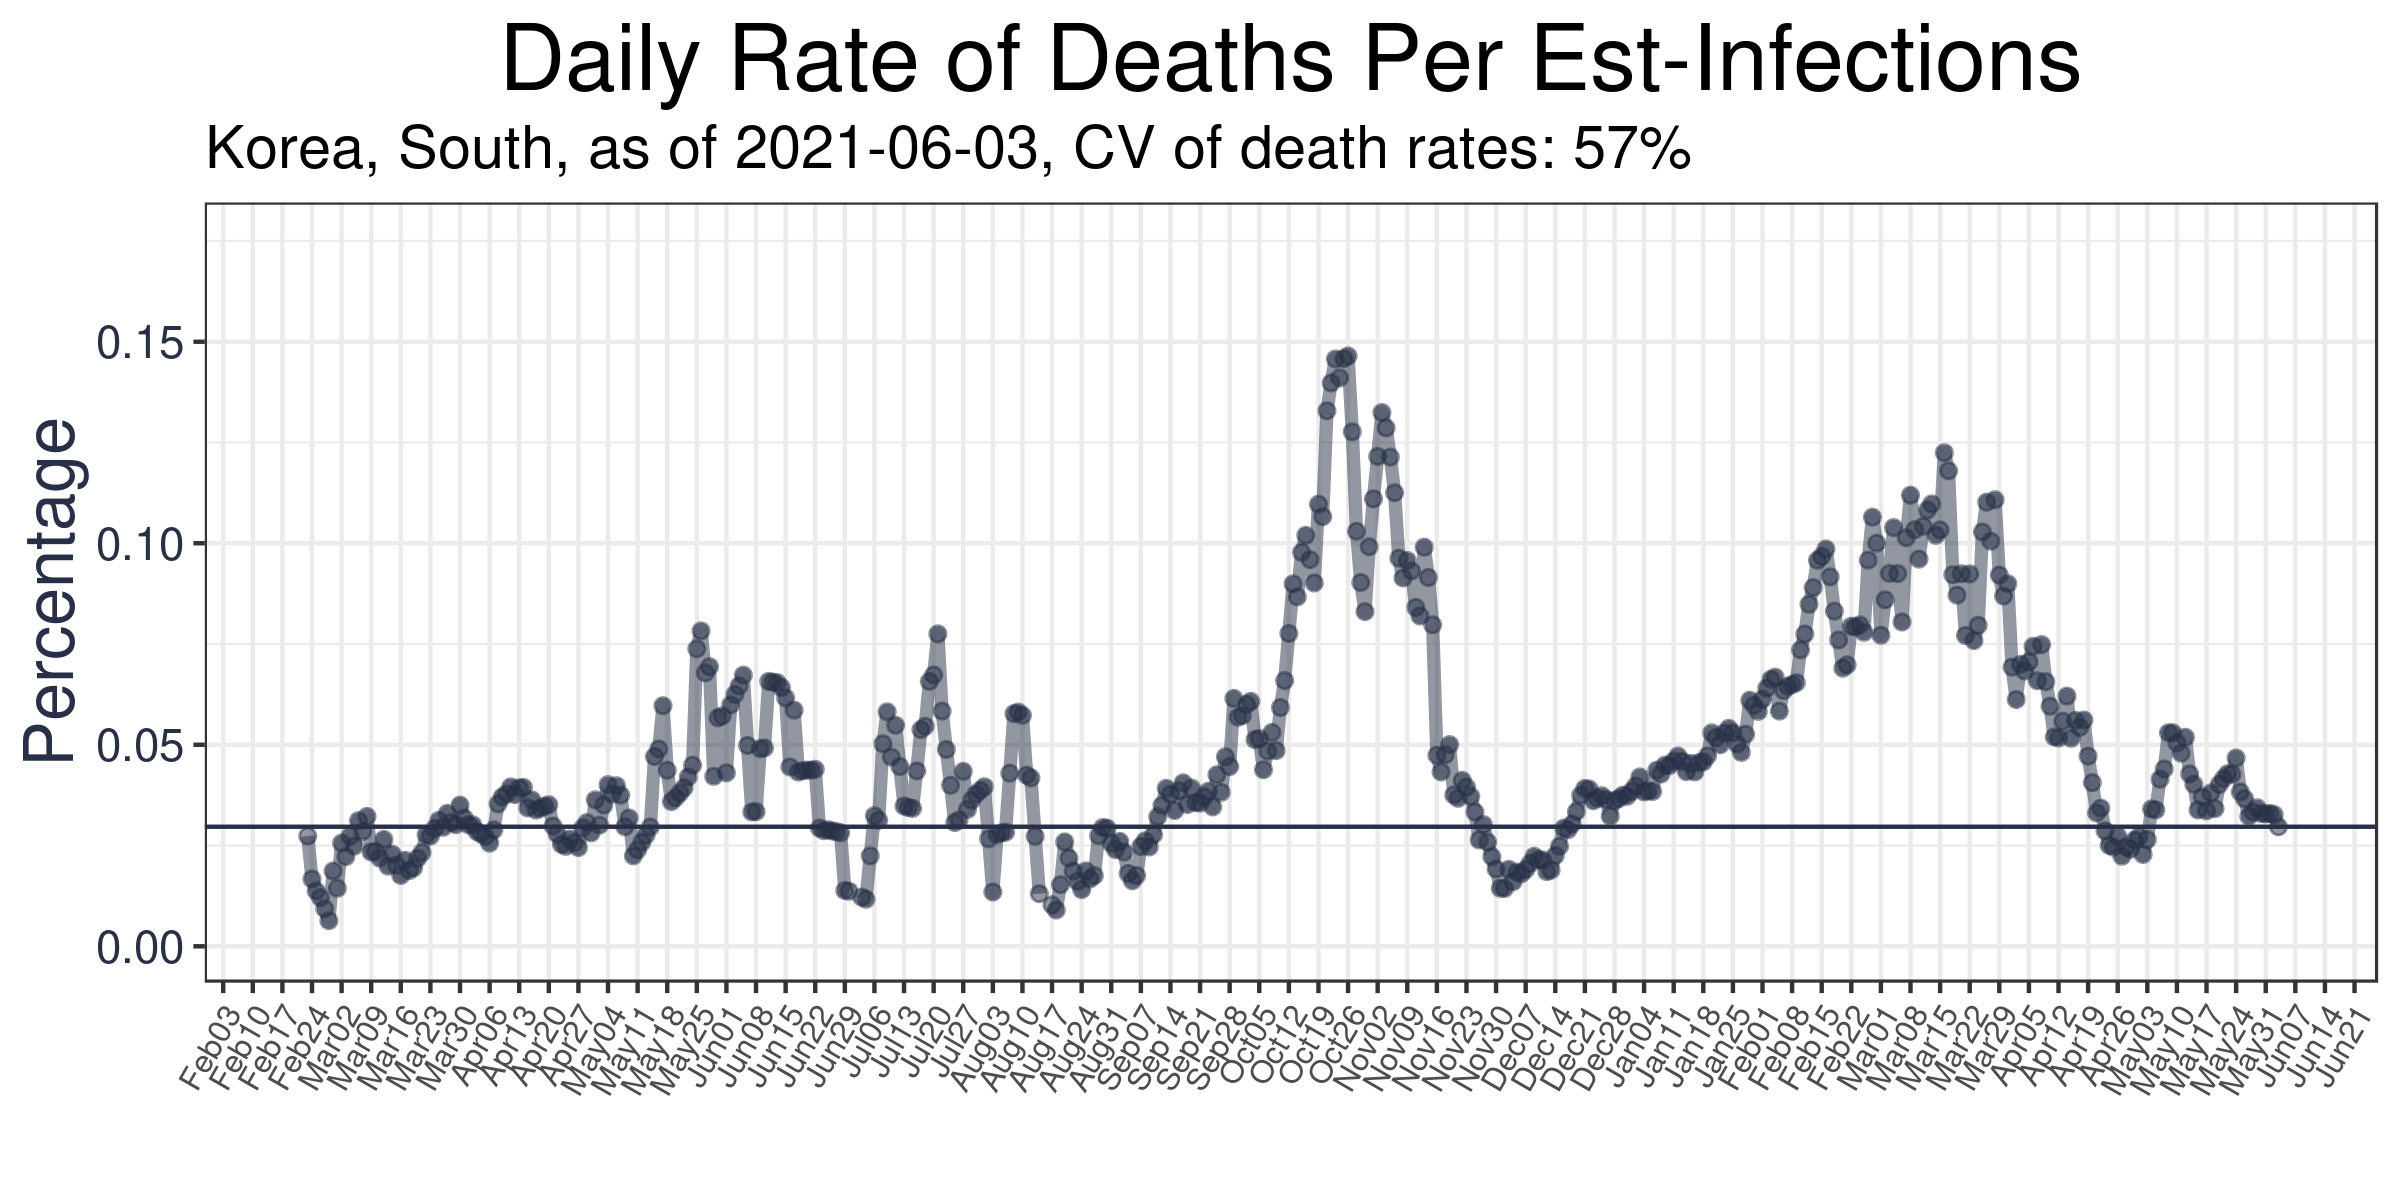 Daily Rate of Deaths Per Est-Infections
Korea, South, as of 2021-06-03, CV of death rates: 57%
Percentage
0.15
0.10
0.05
0.00
Feb03
Feb10
Feb17
Feb24
Mar02
Mar09
Mar16
Mar23
Mar30
Apr06
Apr13
Apr20
Apr27
May04
May11
May18
May25
Jun01
Jun08
Jun15
Jun22
Jun29
Jul06
Jul13
Jul20
Jul27
Aug03
Aug10
Aug17
Aug24
Aug31
Sep07
Sep14
Sep21
Sep28
Oct05
Oct12
Oct19
Oct26
Nov02
Nov09
Nov16
Nov23
Nov30
Dec07
Dec14
Dec21
Dec28
Jan04
Jan11
Jan18
Jan25
Feb01
Feb08
Feb15
Feb22
Mar01
Mar08
Mar15
Mar22
Mar29
Apr05
Apr12
Apr19
Apr26
May03
May10
May17
May24
May31
Jun07
Jun14
Jun21